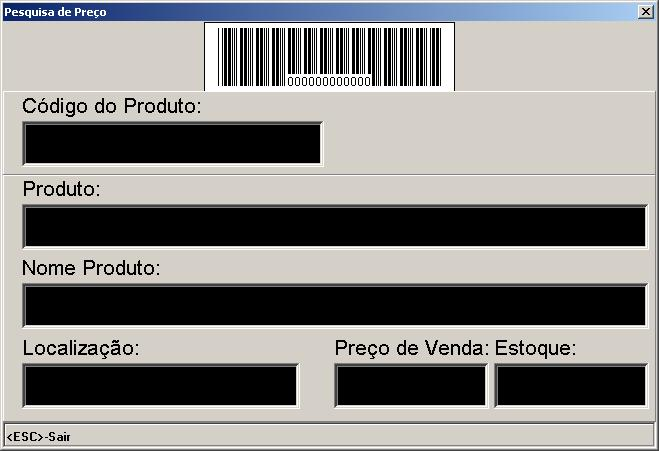 Pesquisa de Preço
000000000000
Código do Produto:
Produto:
Nome Produto:
Localização:
Preço de Venda: Estoque:
<ESC>-Sair